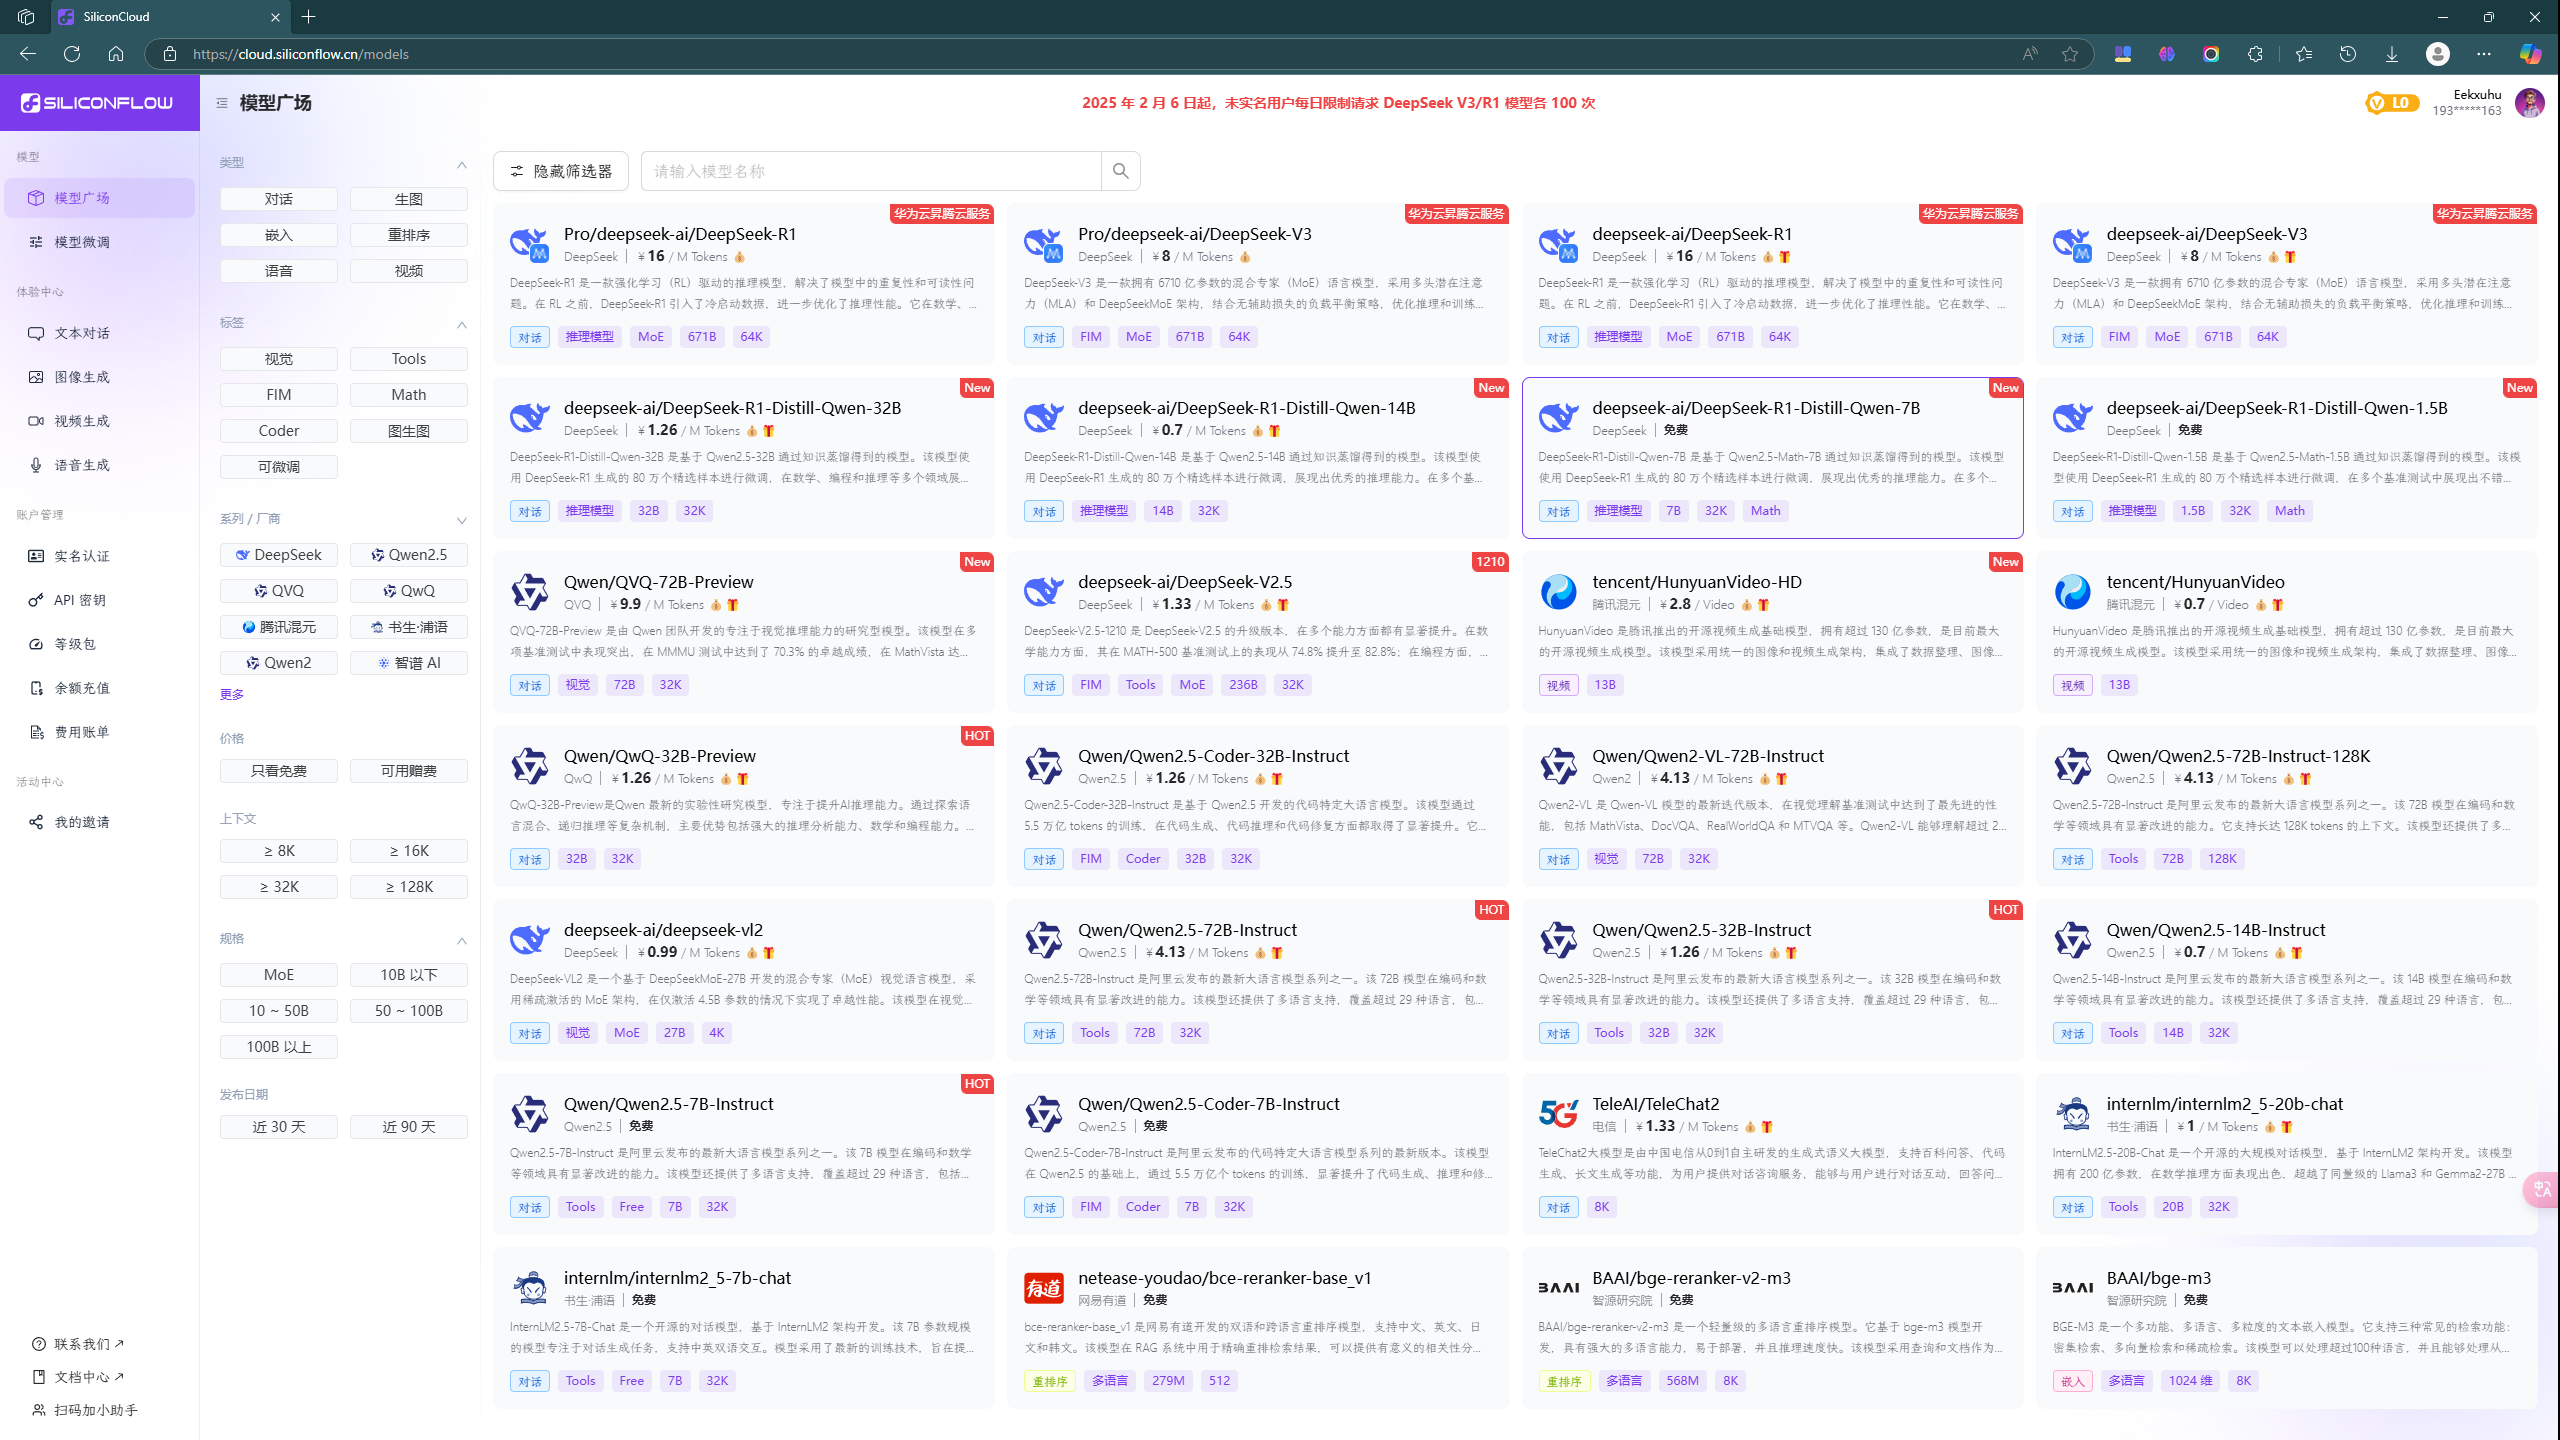 SiliconCloud
https://cloud.siliconflow.cn/models
SILICONFLOW
模型广场
2025 年 2 月 6 日起，未实名用户每日限制请求 DeepSeek V3/R1 模型各 100 次
L0
Eekxuhu
193*****163
模型
模型广场
模型微调
体验中心
文本对话
图像生成
视频生成
语音生成
账户管理
实名认证
API 密钥
等级包
余额充值
费用账单
活动中心
我的邀请
联系我们
文档中心
扫码加小助手
类型
对话 生图
嵌入 重排序
语音 视频
标签
视觉 Tools
FIM Math
Coder 图生图
可微调
系列 / 厂商
DeepSeek Qwen2.5
QVQ QwQ
腾讯混元 书生·浦语
Qwen2 智谱 AI
更多
价格
只看免费 可用赠费
上下文
≥ 8K ≥ 16K
≥ 32K ≥ 128K
规格
MoE 10B 以下
10 ~ 50B 50 ~ 100B
100B 以上
发布日期
近 30 天 近 90 天
隐藏筛选器
请输入模型名称
华为云昇腾云服务
Pro/deepseek-ai/DeepSeek-R1
DeepSeek | ￥16 / M Tokens
DeepSeek-R1 是一款强化学习（RL）驱动的推理模型，解决了模型中的重复性和可读性问
题。在 RL 之前，DeepSeek-R1 引入了冷启动数据，进一步优化了推理性能。它在数学、...
对话 推理模型 MoE 671B 64K
华为云昇腾云服务
Pro/deepseek-ai/DeepSeek-V3
DeepSeek | ￥8 / M Tokens
DeepSeek-V3 是一款拥有 6710 亿参数的混合专家（MoE）语言模型，采用多头潜在注意
力（MLA）和 DeepSeekMoE 架构，结合无辅助损失的负载平衡策略，优化推理和训练...
对话 FIM MoE 671B 64K
华为云昇腾云服务
deepseek-ai/DeepSeek-R1
DeepSeek | ￥16 / M Tokens
DeepSeek-R1 是一款强化学习（RL）驱动的推理模型，解决了模型中的重复性和可读性问
题。在 RL 之前，DeepSeek-R1 引入了冷启动数据，进一步优化了推理性能。它在数学、...
对话 推理模型 MoE 671B 64K
华为云昇腾云服务
deepseek-ai/DeepSeek-V3
DeepSeek | ￥8 / M Tokens
DeepSeek-V3 是一款拥有 6710 亿参数的混合专家（MoE）语言模型，采用多头潜在注意
力（MLA）和 DeepSeekMoE 架构，结合无辅助损失的负载平衡策略，优化推理和训练...
对话 FIM MoE 671B 64K
New
deepseek-ai/DeepSeek-R1-Distill-Qwen-32B
DeepSeek | ￥1.26 / M Tokens
DeepSeek-R1-Distill-Qwen-32B 是基于 Qwen2.5-32B 通过知识蒸馏得到的模型。该模型使
用 DeepSeek-R1 生成的 80 万个精选样本进行微调，在数学、编程和推理等多个领域展...
对话 推理模型 32B 32K
New
deepseek-ai/DeepSeek-R1-Distill-Qwen-14B
DeepSeek | ￥0.7 / M Tokens
DeepSeek-R1-Distill-Qwen-14B 是基于 Qwen2.5-14B 通过知识蒸馏得到的模型。该模型使
用 DeepSeek-R1 生成的 80 万个精选样本进行微调，展现出优秀的推理能力。在多个基...
对话 推理模型 14B 32K
New
deepseek-ai/DeepSeek-R1-Distill-Qwen-7B
DeepSeek | 免费
DeepSeek-R1-Distill-Qwen-7B 是基于 Qwen2.5-Math-7B 通过知识蒸馏得到的模型。该模型
使用 DeepSeek-R1 生成的 80 万个精选样本进行微调，展现出优秀的推理能力。在多个...
对话 推理模型 7B 32K Math
New
deepseek-ai/DeepSeek-R1-Distill-Qwen-1.5B
DeepSeek | 免费
DeepSeek-R1-Distill-Qwen-1.5B 是基于 Qwen2.5-Math-1.5B 通过知识蒸馏得到的模型。该模
型使用 DeepSeek-R1 生成的 80 万个精选样本进行微调，在多个基准测试中展现出不错...
对话 推理模型 1.5B 32K Math
New
Qwen/QVQ-72B-Preview
QVQ | ￥9.9 / M Tokens
QVQ-72B-Preview 是由 Qwen 团队开发的专注于视觉推理能力的研究型模型。该模型在多
项基准测试中表现突出，在 MMMU 测试中达到了 70.3% 的卓越成绩，在 MathVista 达...
对话 视觉 72B 32K
1210
deepseek-ai/DeepSeek-V2.5
DeepSeek | ￥1.33 / M Tokens
DeepSeek-V2.5-1210 是 DeepSeek-V2.5 的升级版本，在多个能力方面都有显著提升。在数
学能力方面，其在 MATH-500 基准测试上的表现从 74.8% 提升至 82.8%；在编程方面，...
对话 FIM Tools MoE 236B 32K
New
tencent/HunyuanVideo-HD
腾讯混元 | ￥2.8 / Video
HunyuanVideo 是腾讯推出的开源视频生成基础模型，拥有超过 130 亿参数，是目前最大
的开源视频生成模型。该模型采用统一的图像和视频生成架构，集成了数据整理、图像...
视频 13B
tencent/HunyuanVideo
腾讯混元 | ￥0.7 / Video
HunyuanVideo 是腾讯推出的开源视频生成基础模型，拥有超过 130 亿参数，是目前最大
的开源视频生成模型。该模型采用统一的图像和视频生成架构，集成了数据整理、图像...
视频 13B
HOT
Qwen/QwQ-32B-Preview
QwQ | ￥1.26 / M Tokens
QwQ-32B-Preview是Qwen 最新的实验性研究模型，专注于提升AI推理能力。通过探索语
言混合、递归推理等复杂机制，主要优势包括强大的推理分析能力、数学和编程能力。...
对话 32B 32K
Qwen/Qwen2.5-Coder-32B-Instruct
Qwen2.5 | ￥1.26 / M Tokens
Qwen2.5-Coder-32B-Instruct 是基于 Qwen2.5 开发的代码特定大语言模型。该模型通过
5.5 万亿 tokens 的训练，在代码生成、代码推理和代码修复方面都取得了显著提升。它...
对话 FIM Coder 32B 32K
Qwen/Qwen2-VL-72B-Instruct
Qwen2 | ￥4.13 / M Tokens
Qwen2-VL 是 Qwen-VL 模型的最新迭代版本，在视觉理解基准测试中达到了最先进的性
能，包括 MathVista、DocVQA、RealWorldQA 和 MTVQA 等。Qwen2-VL 能够理解超过 2...
对话 视觉 72B 32K
Qwen/Qwen2.5-72B-Instruct-128K
Qwen2.5 | ￥4.13 / M Tokens
Qwen2.5-72B-Instruct 是阿里云发布的最新大语言模型系列之一。该 72B 模型在编码和数
学等领域具有显著改进的能力。它支持长达 128K tokens 的上下文。该模型还提供了多...
对话 Tools 72B 128K
deepseek-ai/deepseek-vl2
DeepSeek | ￥0.99 / M Tokens
DeepSeek-VL2 是一个基于 DeepSeekMoE-27B 开发的混合专家（MoE）视觉语言模型，采
用稀疏激活的 MoE 架构，在仅激活 4.5B 参数的情况下实现了卓越性能。该模型在视觉...
对话 视觉 MoE 27B 4K
HOT
Qwen/Qwen2.5-72B-Instruct
Qwen2.5 | ￥4.13 / M Tokens
Qwen2.5-72B-Instruct 是阿里云发布的最新大语言模型系列之一。该 72B 模型在编码和数
学等领域具有显著改进的能力。该模型还提供了多语言支持，覆盖超过 29 种语言，包...
对话 Tools 72B 32K
HOT
Qwen/Qwen2.5-32B-Instruct
Qwen2.5 | ￥1.26 / M Tokens
Qwen2.5-32B-Instruct 是阿里云发布的最新大语言模型系列之一。该 32B 模型在编码和数
学等领域具有显著改进的能力。该模型还提供了多语言支持，覆盖超过 29 种语言，包...
对话 Tools 32B 32K
Qwen/Qwen2.5-14B-Instruct
Qwen2.5 | ￥0.7 / M Tokens
Qwen2.5-14B-Instruct 是阿里云发布的最新大语言模型系列之一。该 14B 模型在编码和数
学等领域具有显著改进的能力。该模型还提供了多语言支持，覆盖超过 29 种语言，包...
对话 Tools 14B 32K
HOT
Qwen/Qwen2.5-7B-Instruct
Qwen2.5 | 免费
Qwen2.5-7B-Instruct 是阿里云发布的最新大语言模型系列之一。该 7B 模型在编码和数学
等领域具有显著改进的能力。该模型还提供了多语言支持，覆盖超过 29 种语言，包括...
对话 Tools Free 7B 32K
Qwen/Qwen2.5-Coder-7B-Instruct
Qwen2.5 | 免费
Qwen2.5-Coder-7B-Instruct 是阿里云发布的代码特定大语言模型系列的最新版本。该模型
在 Qwen2.5 的基础上，通过 5.5 万亿个 tokens 的训练，显著提升了代码生成、推理和修...
对话 FIM Coder 7B 32K
5G
TeleAI/TeleChat2
电信 | ￥1.33 / M Tokens
TeleChat2大模型是由中国电信从0到1自主研发的生成式语义大模型，支持百科问答、代码
生成、长文生成等功能，为用户提供对话咨询服务，能够与用户进行对话互动，回答问...
对话 8K
internlm/internlm2_5-20b-chat
书生·浦语 | ￥1 / M Tokens
InternLM2.5-20B-Chat 是一个开源的大规模对话模型，基于 InternLM2 架构开发。该模型
拥有 200 亿参数，在数学推理方面表现出色，超越了同量级的 Llama3 和 Gemma2-27B ...
对话 Tools 20B 32K
internlm/internlm2_5-7b-chat
书生·浦语 | 免费
InternLM2.5-7B-Chat 是一个开源的对话模型，基于 InternLM2 架构开发。该 7B 参数规模
的模型专注于对话生成任务，支持中英双语交互。模型采用了最新的训练技术，旨在提...
对话 Tools Free 7B 32K
有道
netease-youdao/bce-reranker-base_v1
网易有道 | 免费
bce-reranker-base_v1 是网易有道开发的双语和跨语言重排序模型，支持中文、英文、日
文和韩文。该模型在 RAG 系统中用于精确重排检索结果，可以提供有意义的相关性分...
重排序 多语言 279M 512
BAAI
BAAI/bge-reranker-v2-m3
智源研究院 | 免费
BAAI/bge-reranker-v2-m3 是一个轻量级的多语言重排序模型。它基于 bge-m3 模型开
发，具有强大的多语言能力，易于部署，并且推理速度快。该模型采用查询和文档作为...
重排序 多语言 568M 8K
BAAI
BAAI/bge-m3
智源研究院 | 免费
BGE-M3 是一个多功能、多语言、多粒度的文本嵌入模型。它支持三种常见的检索功能：
密集检索、多向量检索和稀疏检索。该模型可以处理超过100种语言，并且能够处理从...
嵌入 多语言 1024 维 8K